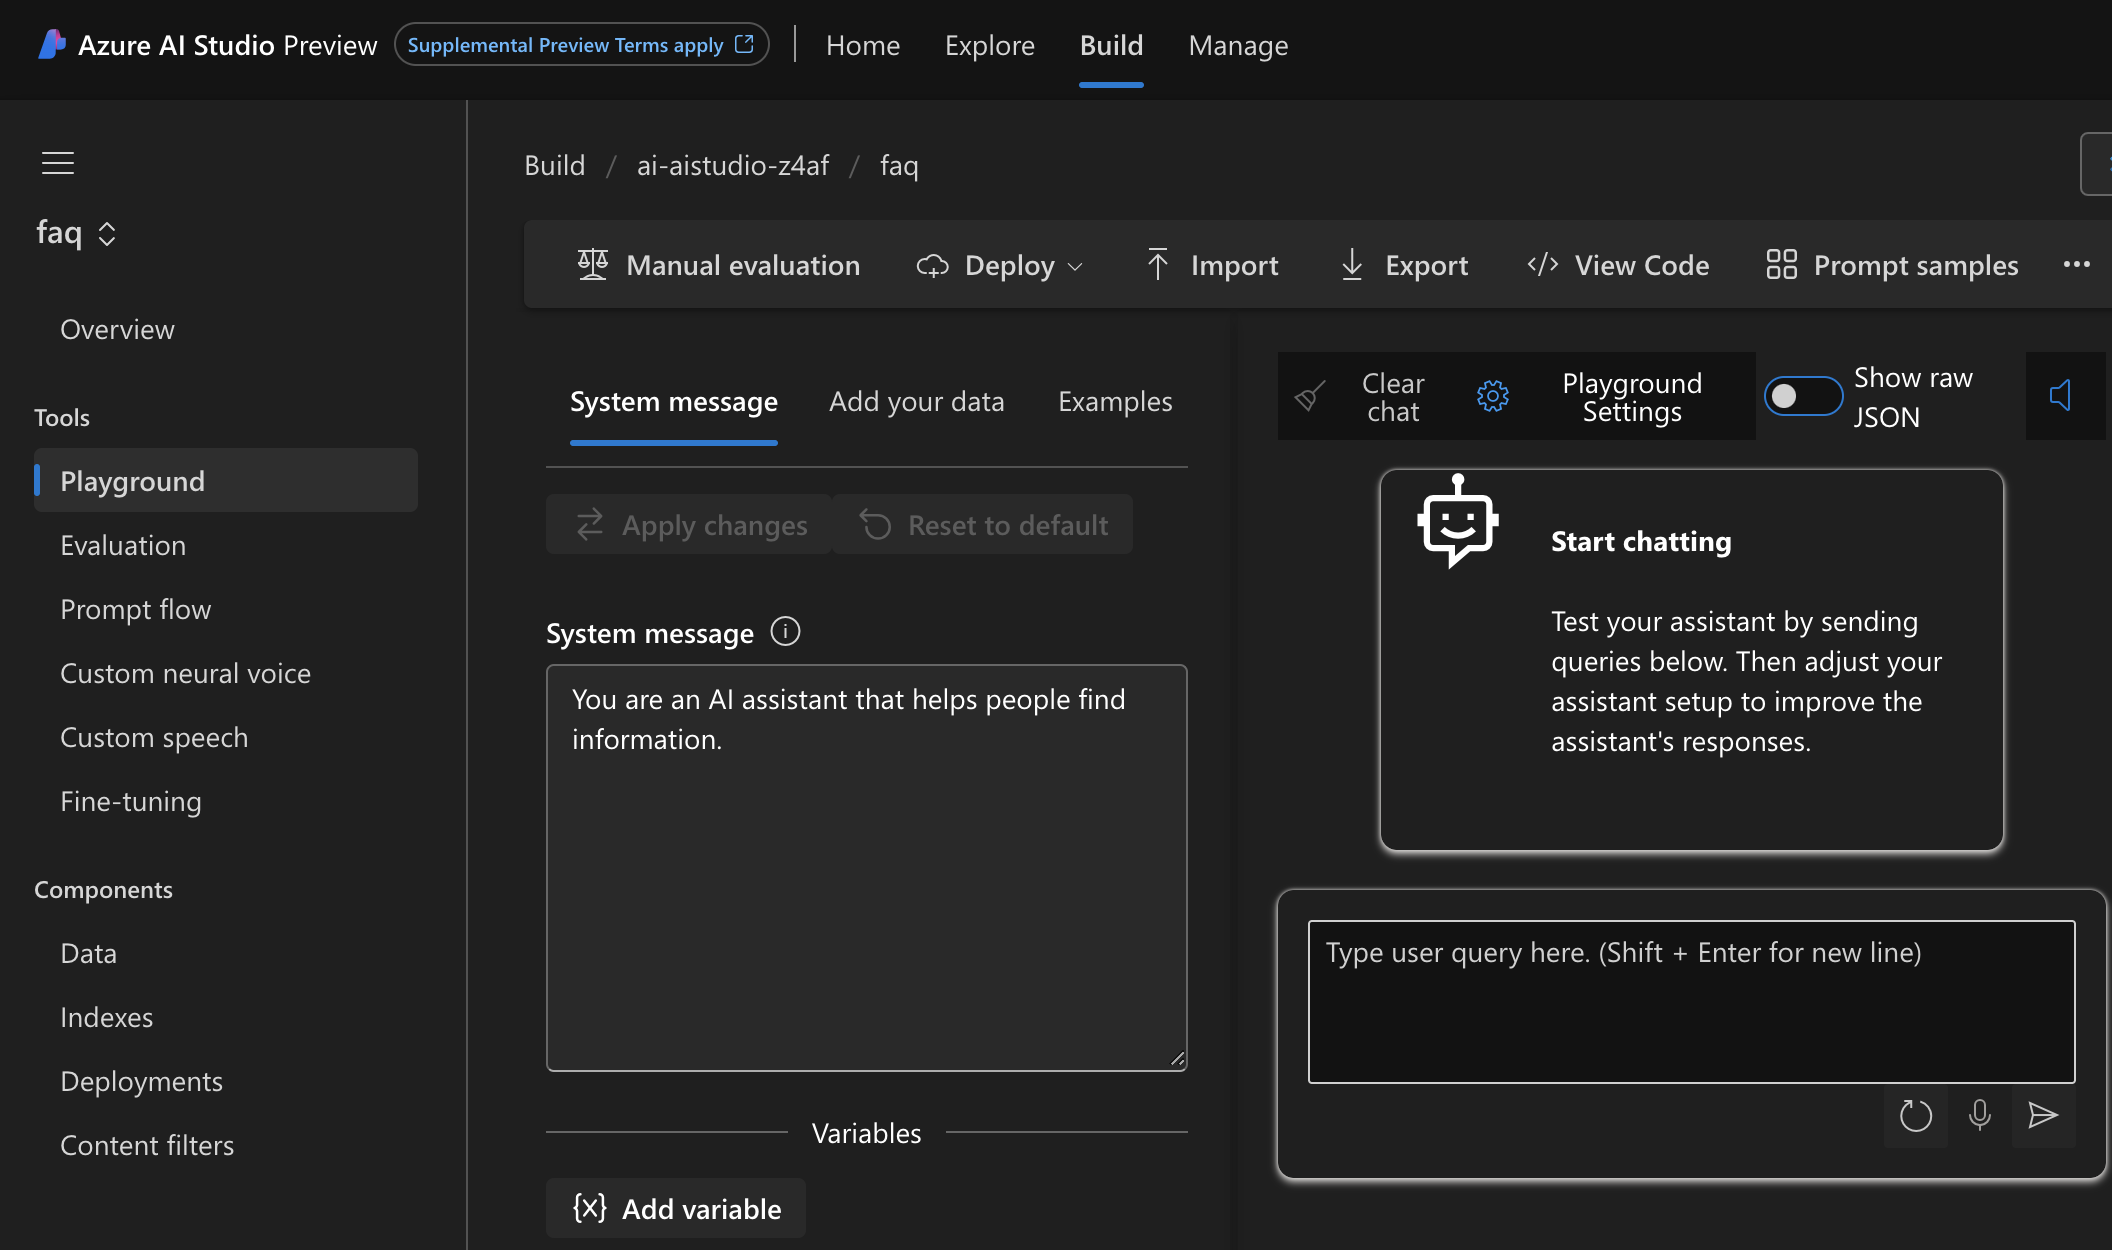 Azure AI Studio Preview
Supplemental Preview Terms apply
Home
Explore
Build
Manage
faq
Overview
Tools
Playground
Evaluation
Prompt flow
Custom neural voice
Custom speech
Fine-tuning
Components
Data
Indexes
Deployments
Content filters
Build / ai-aistudio-z4af / faq
Manual evaluation
Deploy
Import
Export
View Code
Prompt samples
System message
Add your data
Examples
Apply changes
Reset to default
System message
You are an AI assistant that helps people find
information.
Variables
{x} Add variable
Clear
chat
Playground
Settings
Show raw
JSON
Start chatting
Test your assistant by sending
queries below. Then adjust your
assistant setup to improve the
assistant's responses.
Type user query here. (Shift + Enter for new line)